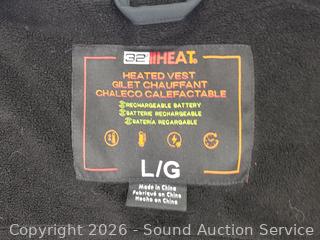 32° HEAT
HEATED VEST
GILET CHAUFFANT
CHALECO CALEFACTABLE
RECHARGEABLE BATTERY
BATTERIE RECHARGEABLE
BATERÍA RECARGABLE
L/G
Made in China
Fabriqué en Chine
Hecho en China
Copyright 2026 - Sound Auction Service